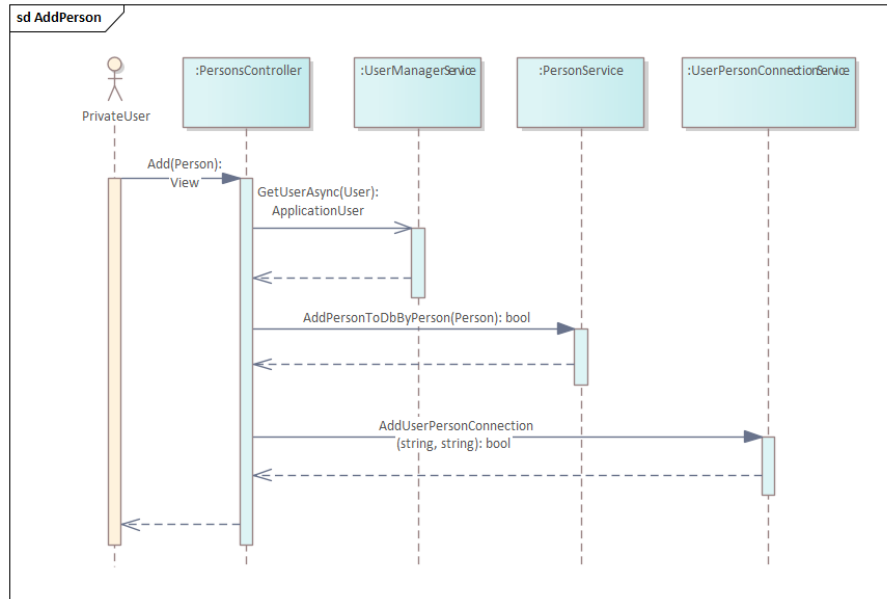 sd AddPerson
:PersonsController
:UserManagerService
:PersonService
:UserPersonConnectionService
PrivateUser
Add(Person):
View
GetUserAsync(User):
ApplicationUser
AddPersonToDbByPerson(Person): bool
AddUserPersonConnection
(string, string): bool